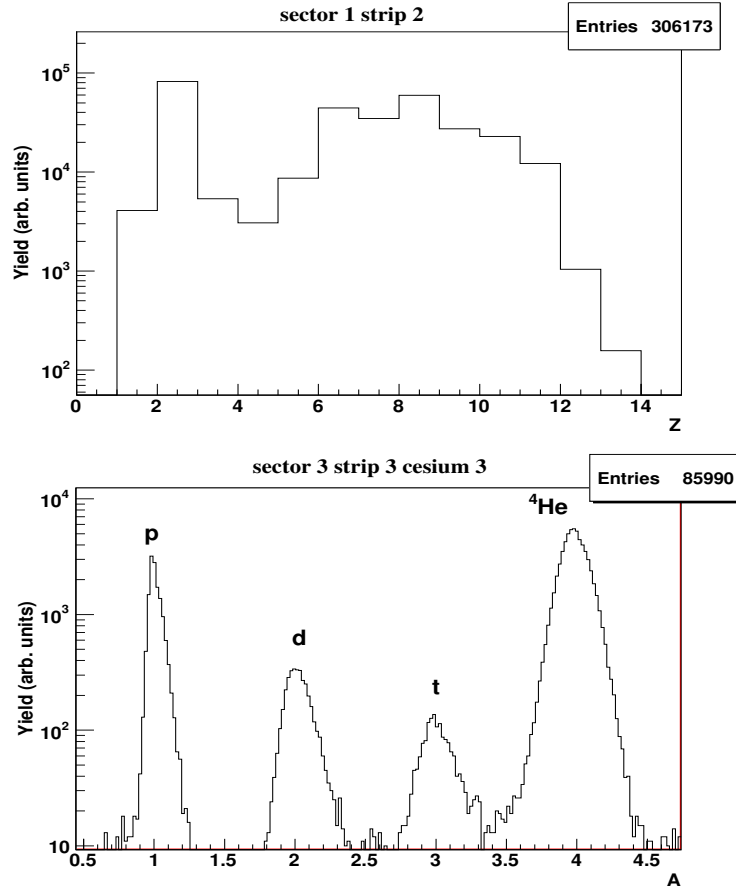 sector 1 strip 2
Entries 306173
Yield (arb. units)
10^5
10^4
10^3
10^2
0 2 4 6 8 10 12 14
Z
sector 3 strip 3 cesium 3
Entries 85990
Yield (arb. units)
10^4
10^3
10^2
10
p
d
t
^4He
0.5 1 1.5 2 2.5 3 3.5 4 4.5
A